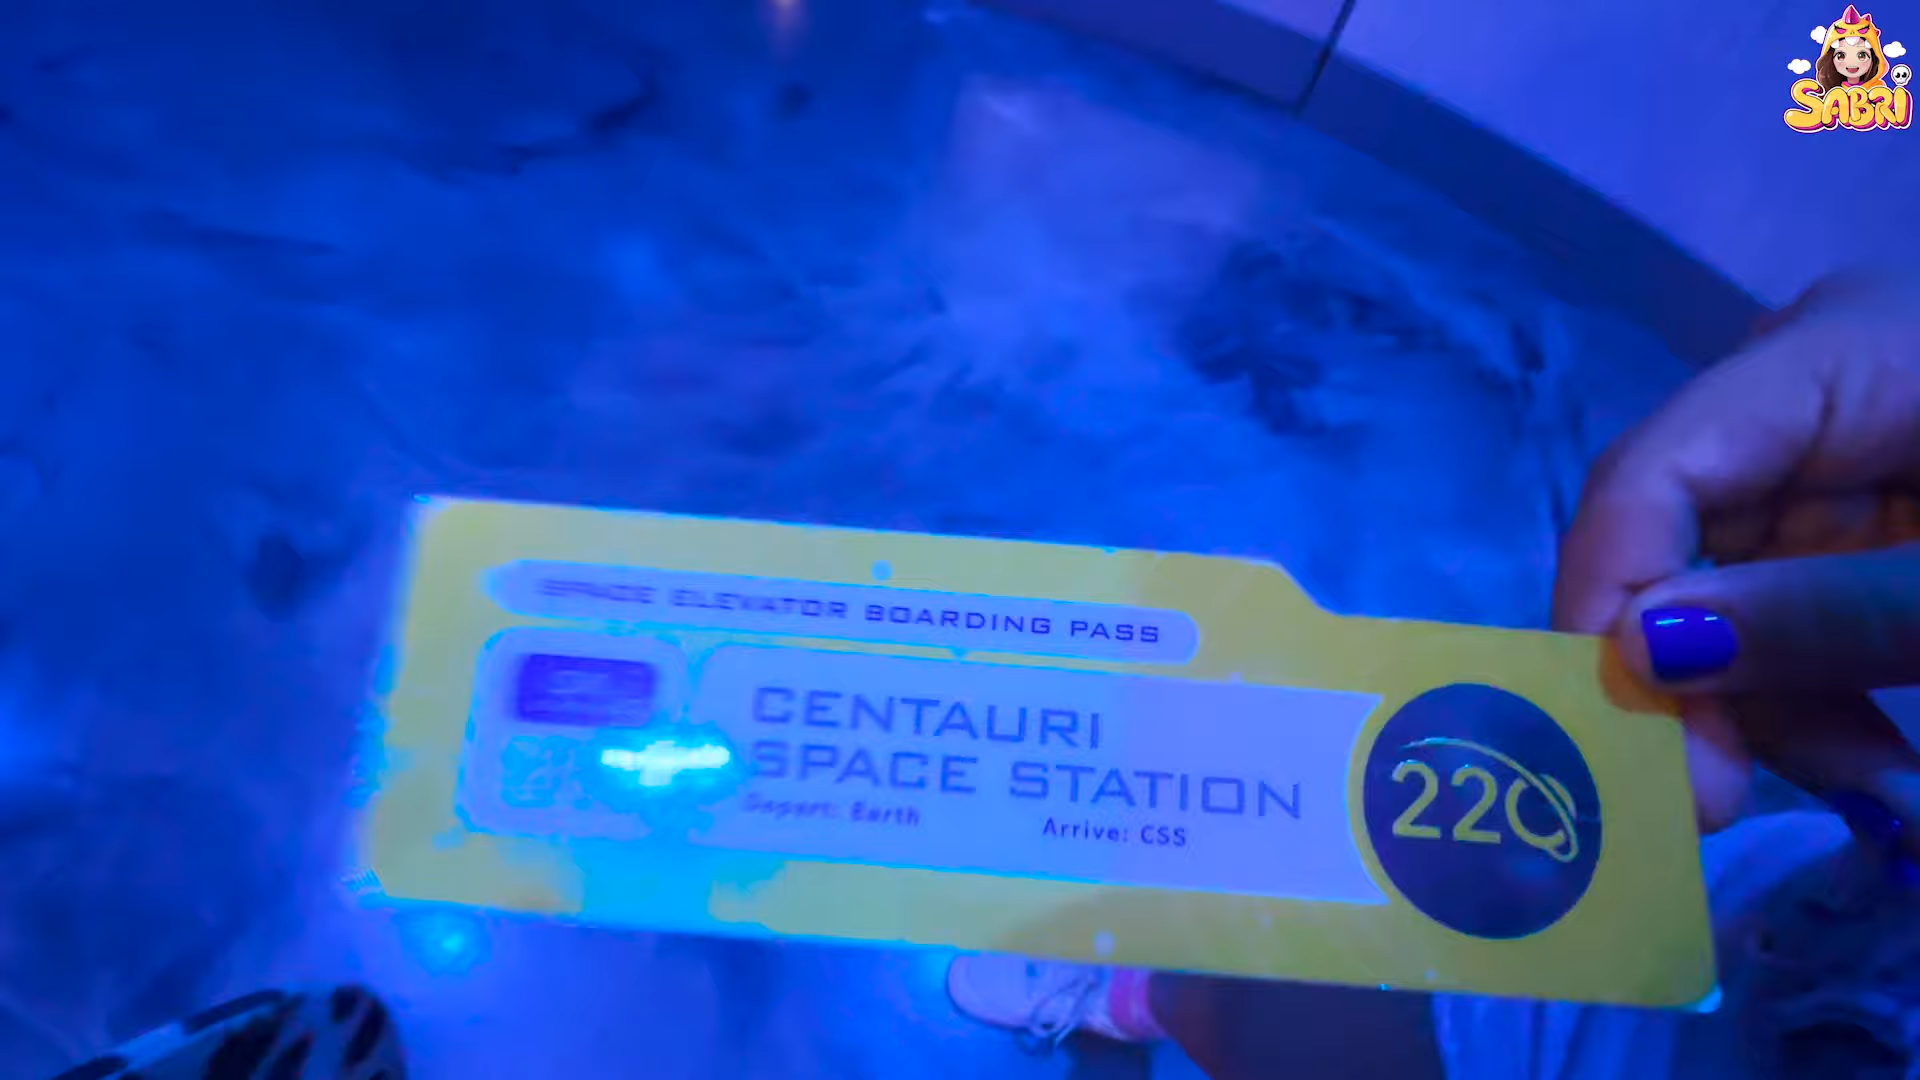 SABRI
SPACE ELEVATOR BOARDING PASS
CENTAURI
SPACE STATION
Depart: Earth
Arrive: CSS
220